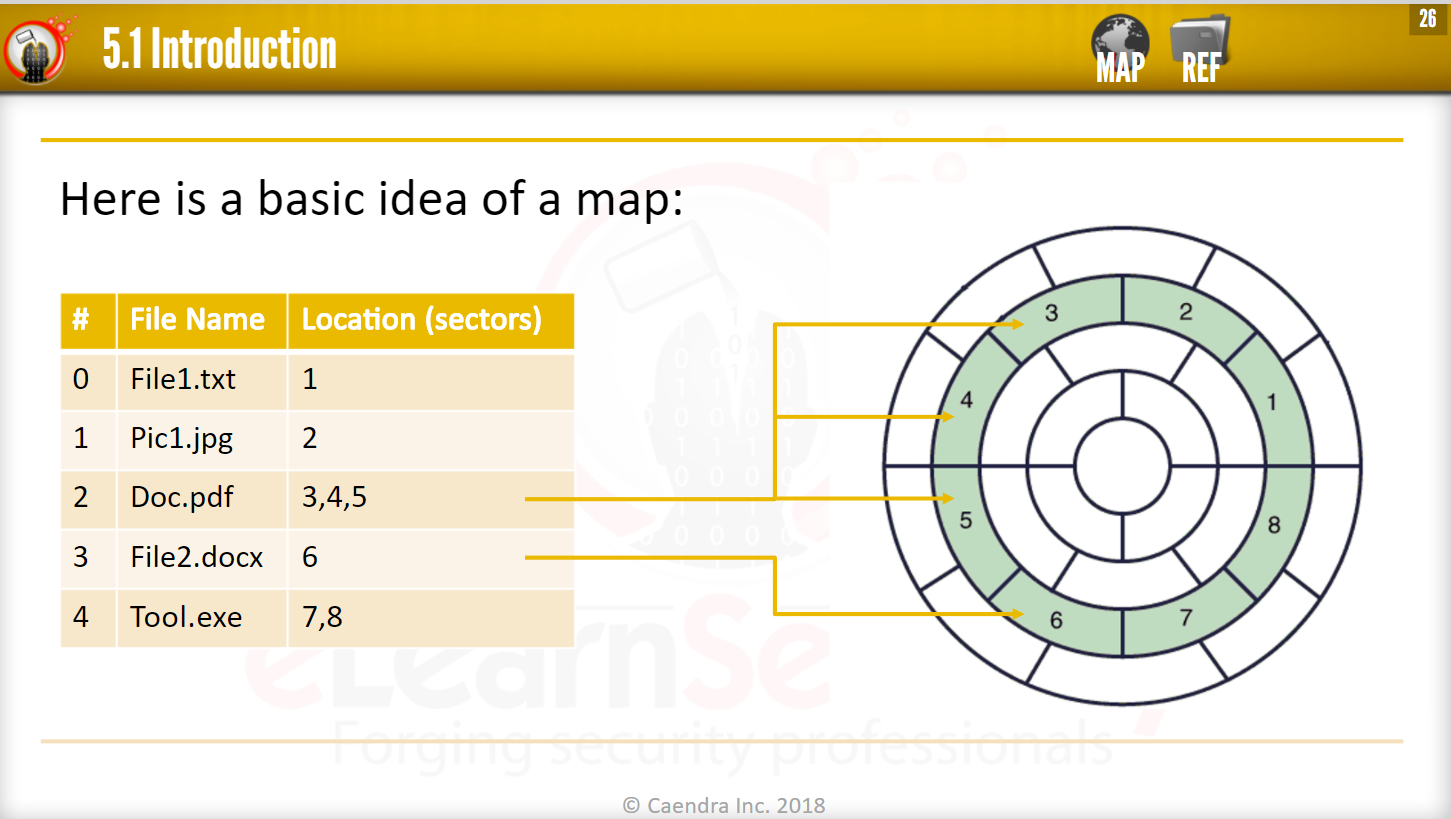 26
5.1 Introduction
MAP REF
Here is a basic idea of a map:
# File Name Location (sectors)
0 File1.txt 1
1 Pic1.jpg 2
2 Doc.pdf 3,4,5
3 File2.docx 6
4 Tool.exe 7,8
3 2
4 1
5 8
6 7
eLearnSe
Forging security professionals
© Caendra Inc. 2018